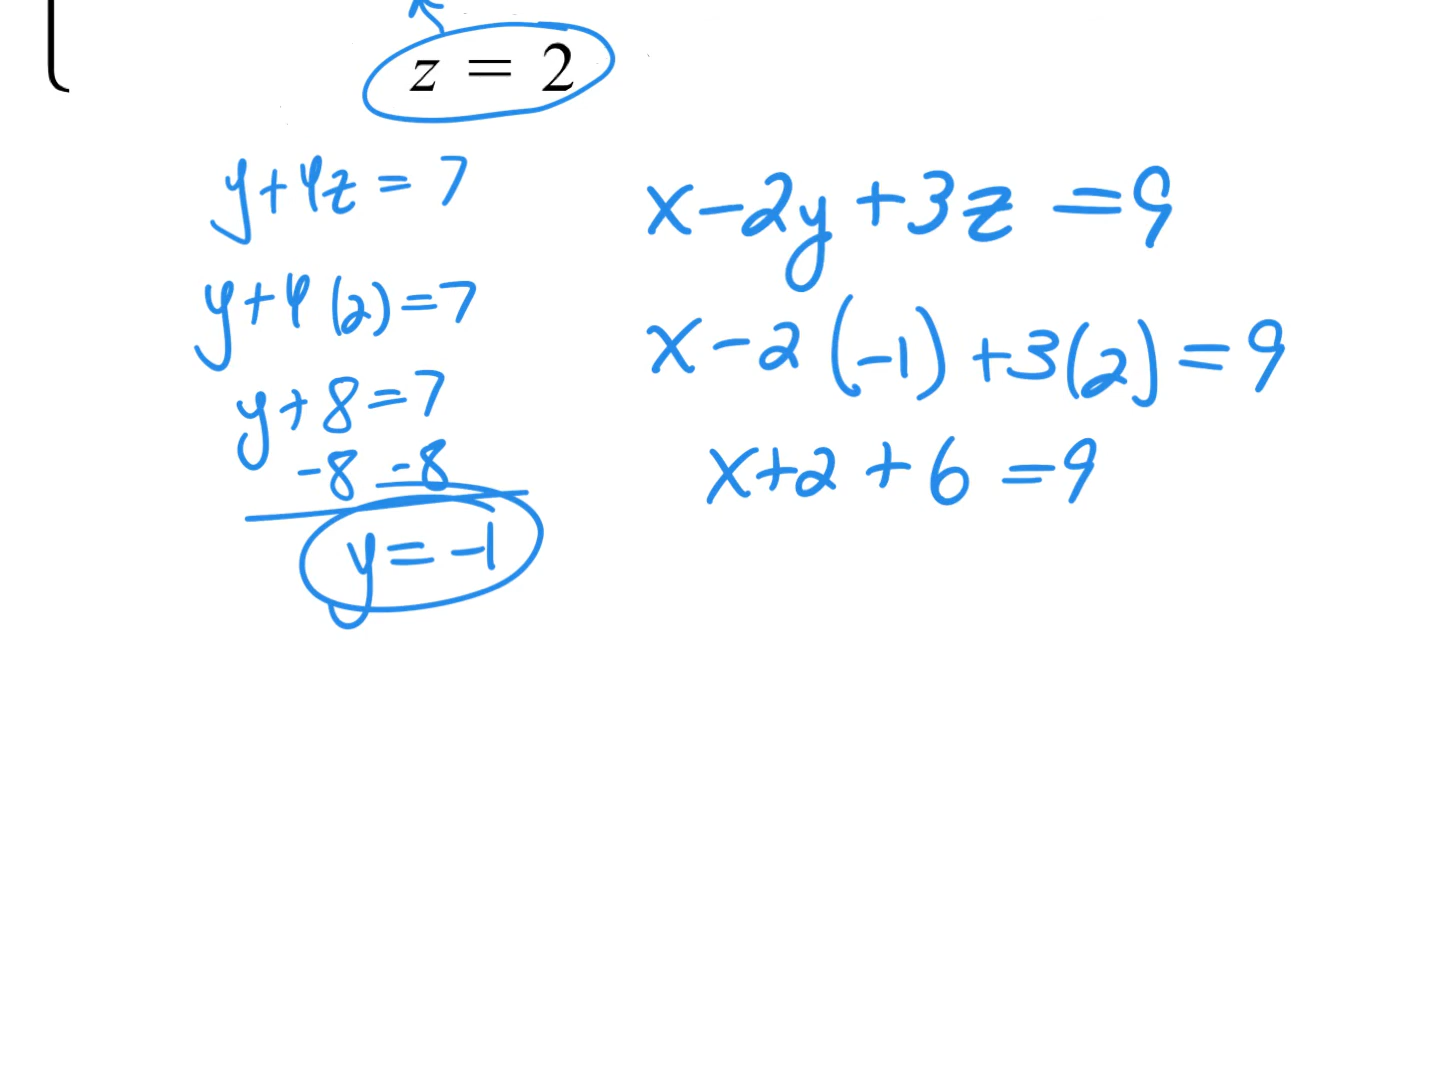 z = 2
y+4z = 7
y+4(2)=7
y+8=7
-8 -8
y = -1
x-2y+3z = 9
x-2(-1)+3(2) = 9
x+2+6 = 9